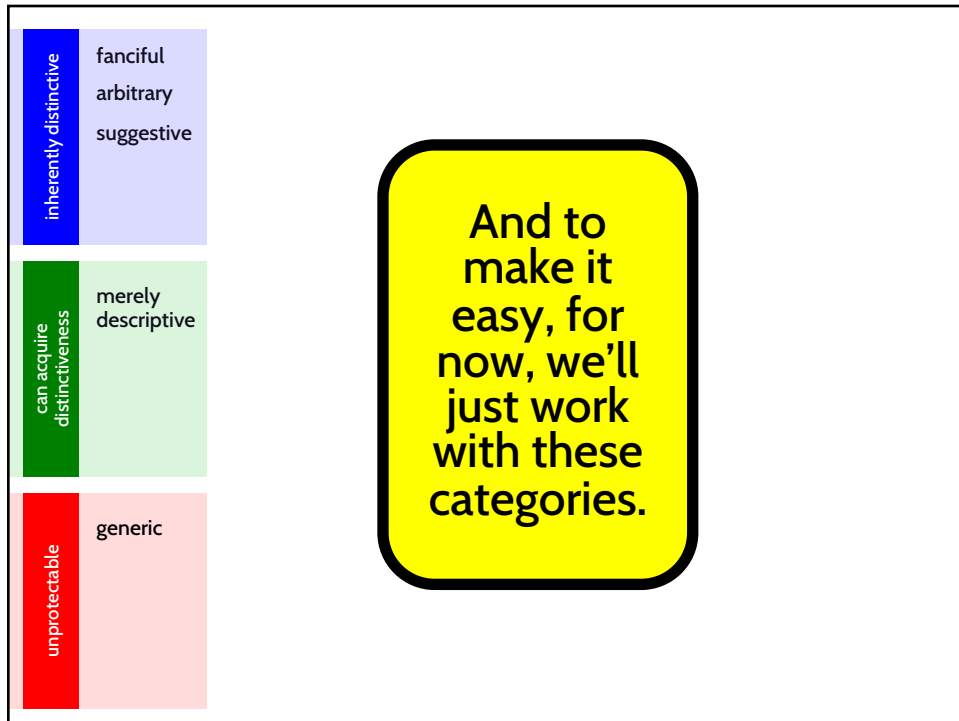 inherently distinctive
fanciful
arbitrary
suggestive
can acquire
distinctiveness
merely
descriptive
unprotectable
generic
And to
make it
easy, for
now, we’ll
just work
with these
categories.